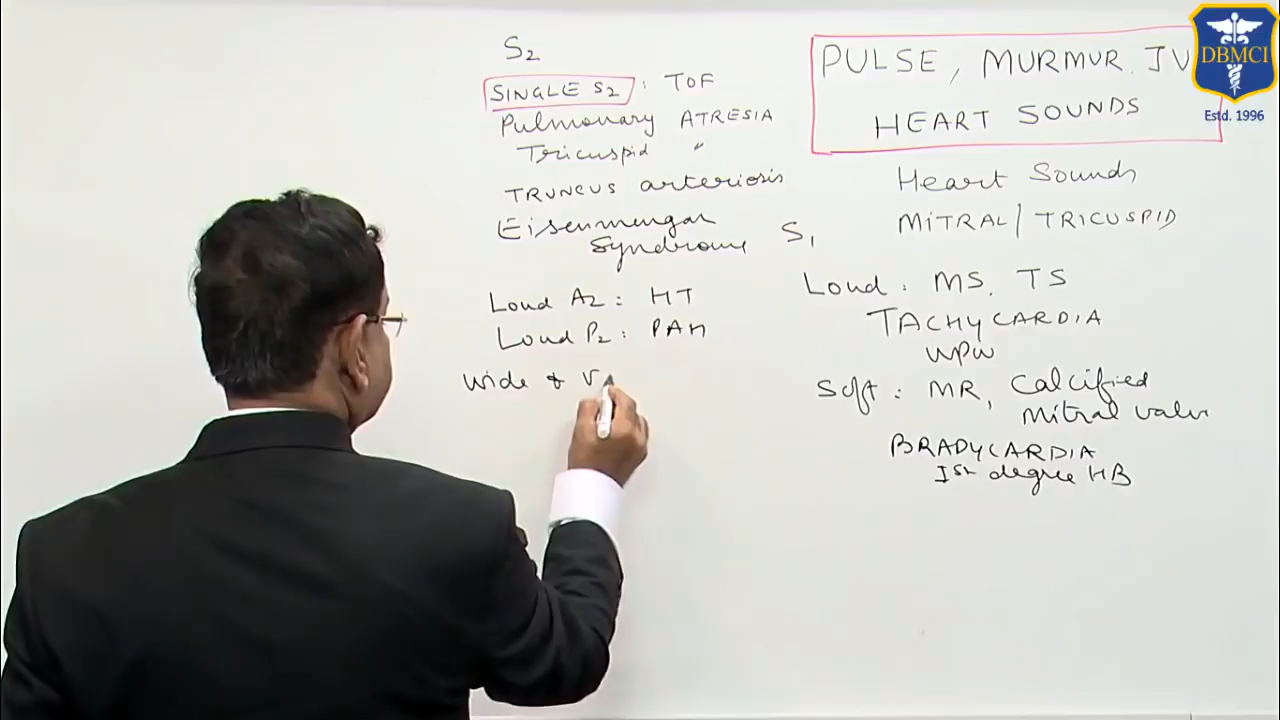 S2
SINGLE S2 : TOF
Pulmonary ATRESIA
Tricuspid "
TRUNCUS arteriosis
Eisenmengar
Syndrome
Loud A2 : HT
Loud P2 : PAH
Wide & V
PULSE, MURMUR, JV
HEART SOUNDS
Heart Sounds
MITRAL/TRICUSPID
S1
Loud : MS, TS
TACHYCARDIA
WPW
Soft : MR, Calcified
Mitral valve
BRADYCARDIA
Ist degree HB
DBMCI
Estd. 1996